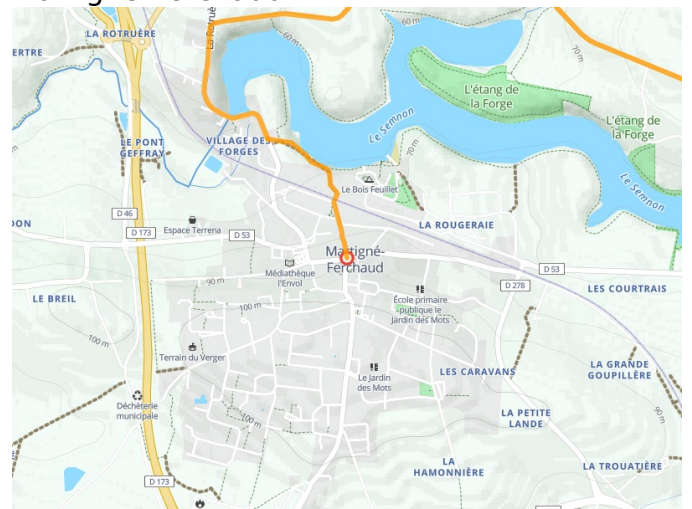 LA ROTRUÈRE
La Rotruè
60 m
60 m
70 m
ERTRE
L'étang de
la Forge
L'étang de
la Forge
Le Semnon
Le Semnon
LE PONT
GEFFRAY
VILLAGE DES
FORGES
70 m
Le Bois Feuillet
D 46
DON
D 173
Espace Terrena
D 53
LA ROUGERAIE
Martigné-
Ferchaud
Médiathèque
l'Envol
D 53
D 278
LES COURTRAIS
90 m
École primaire
publique le
Jardin des Mots
LE BREIL
100 m
100 m
Terrain du Verger
Le Jardin
des Mots
LES CARAVANS
LA GRANDE
GOUPILLÈRE
Déchèterie
municipale
100 m
LA PETITE
LANDE
90 m
LA
HAMONNIÈRE
LA TROUATIÈRE
D 173